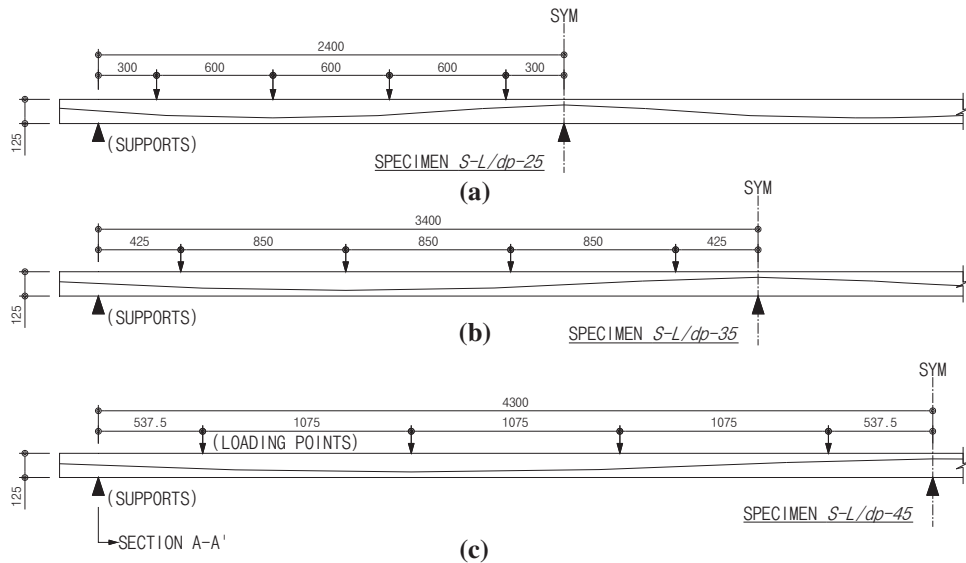 SYM
2400
300 600 600 600 300
125
(SUPPORTS)
SPECIMEN S-L/dp-25
(a)
SYM
3400
425 850 850 850 425
125
(SUPPORTS)
SPECIMEN S-L/dp-35
(b)
SYM
4300
537.5 1075 1075 1075 537.5
(LOADING POINTS)
125
(SUPPORTS)
SPECIMEN S-L/dp-45
SECTION A-A'
(c)